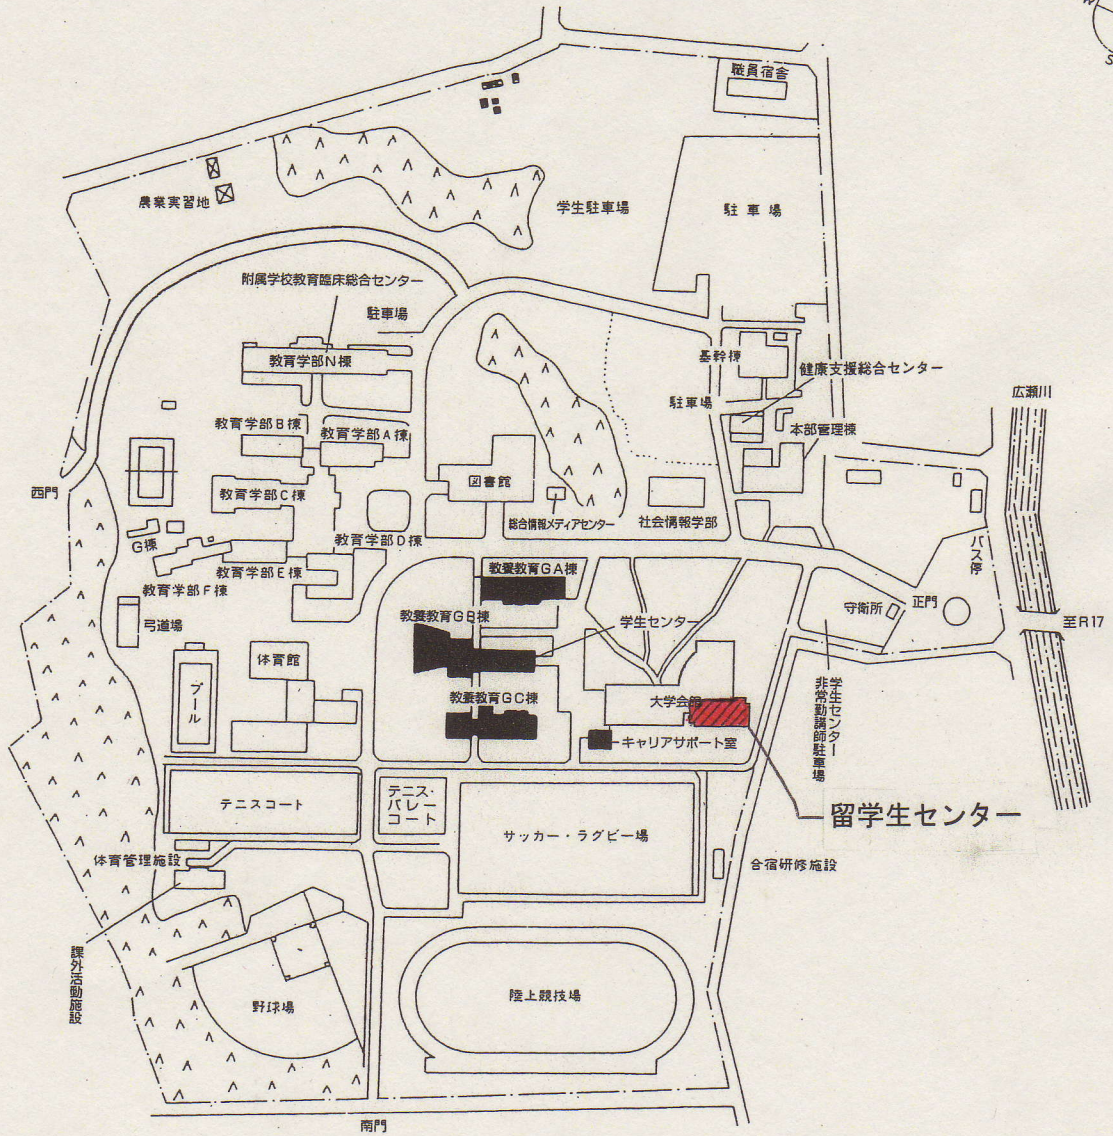 W
S
職員宿舎
農業実習地
学生駐車場
駐車場
附属学校教育臨床総合センター
駐車場
教育学部N棟
基幹棟
健康支援総合センター
駐車場
広瀬川
教育学部B棟
教育学部A棟
本部管理棟
図書館
西門
教育学部C棟
総合情報メディアセンター
社会情報学部
G棟
教育学部D棟
バス停
教育学部E棟
教養教育GA棟
教育学部F棟
守衛所
正門
教養教育GB棟
学生センター
至R17
弓道場
体育館
プール
大学会館
教養教育GC棟
学生センター
非常勤講師駐車場
キャリアサポート室
テニスコート
テニス・
バレー
コート
留学生センター
サッカー・ラグビー場
体育管理施設
合宿研修施設
課外活動施設
野球場
陸上競技場
南門